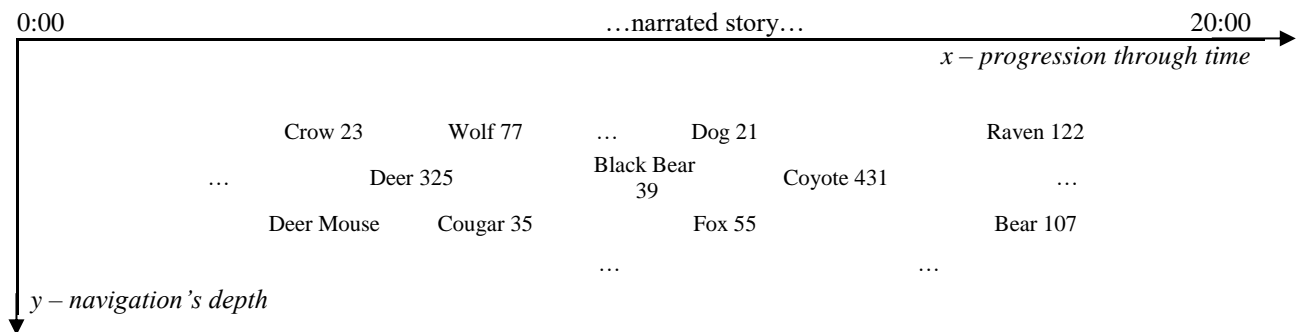 0:00 …narrated story… 20:00
x – progression through time
Crow 23 Wolf 77 … Dog 21 Raven 122
… Deer 325 Black Bear 39 Coyote 431 …
Deer Mouse Cougar 35 Fox 55 Bear 107
… …
y – navigation’s depth